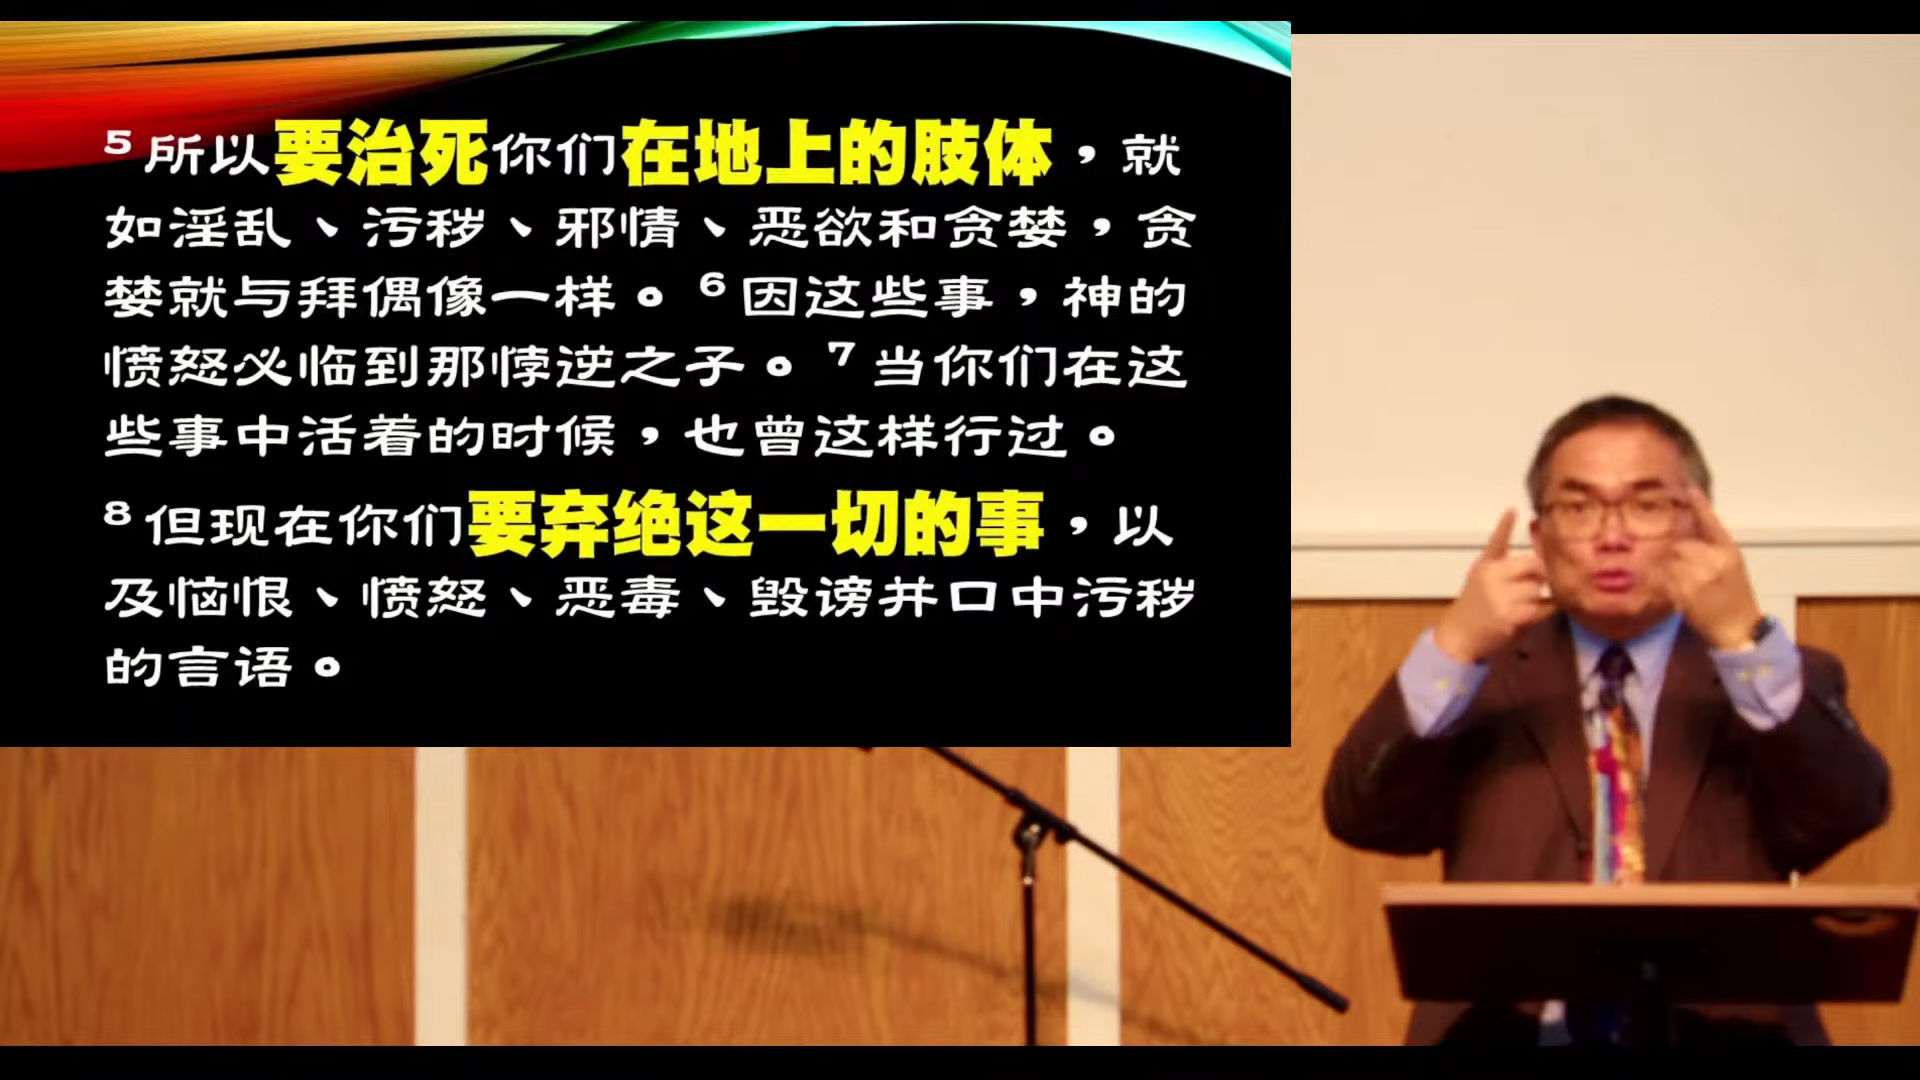 5 所以要治死你们在地上的肢体，就
如淫乱、污秽、邪情、恶欲和贪婪，贪
婪就与拜偶像一样。6 因这些事，神的
愤怒必临到那悖逆之子。7 当你们在这
些事中活着的时候，也曾这样行过。
8 但现在你们要弃绝这一切的事，以
及恼恨、愤怒、恶毒、毁谤并口中污秽
的言语。